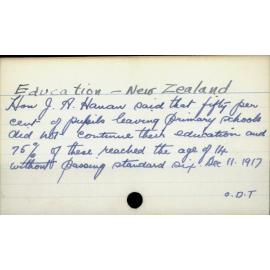 Education – New Zealand
Hon J. A. Hanan said that fifty per
cent of pupils leaving primary schools
did not continue their education and
75% of these reached the age of 14
without passing standard six Dec 11. 1917
O.D.T